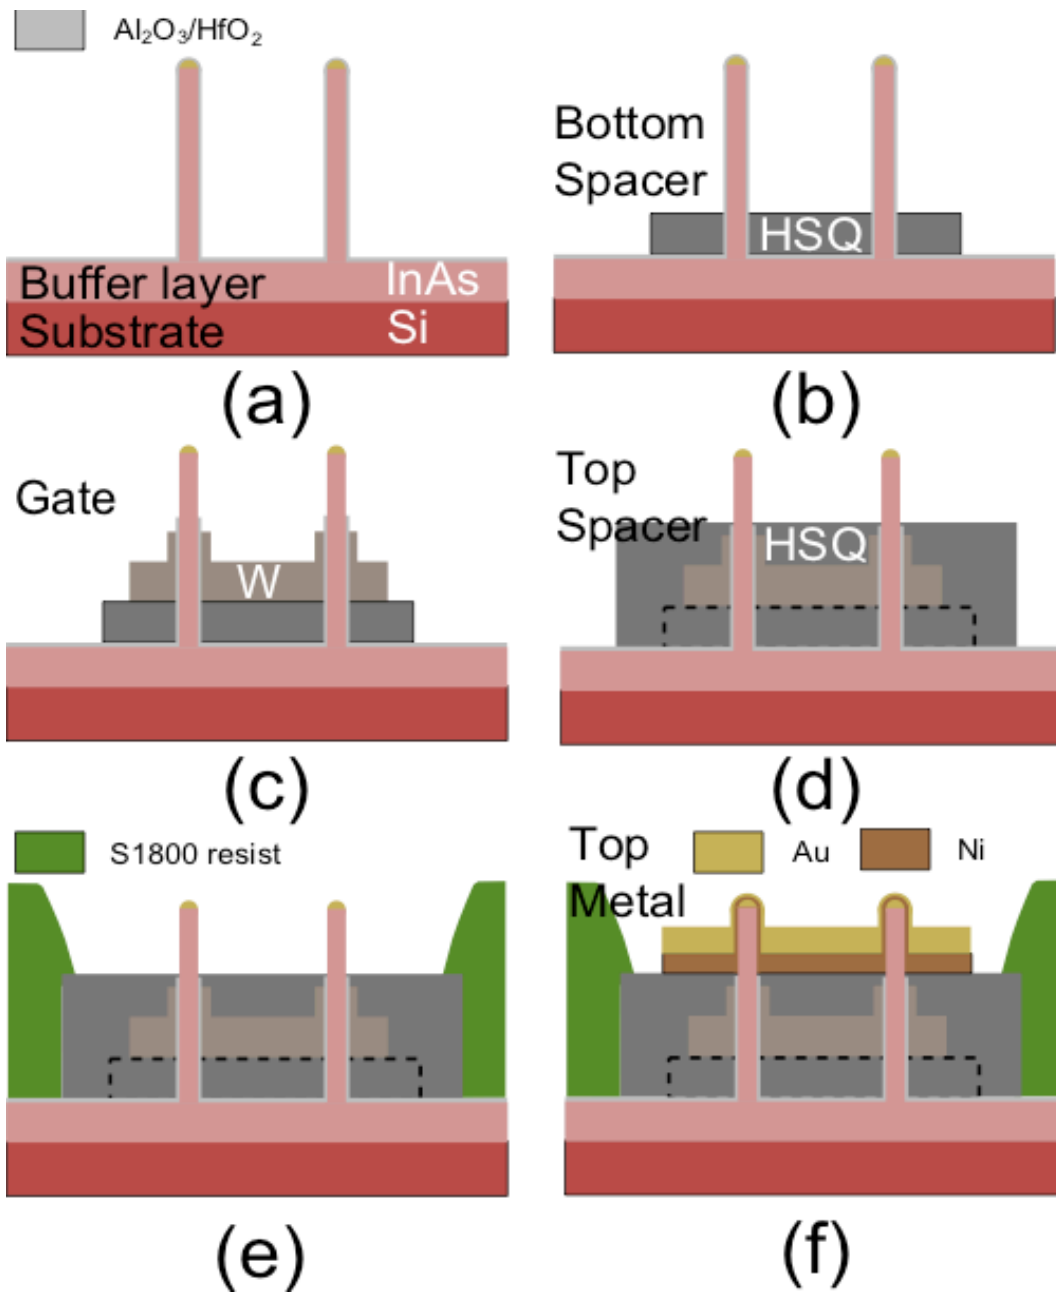 Al₂O₃/HfO₂
Bottom
Spacer
HSQ
Buffer layer InAs
Substrate Si
(a)
(b)
Gate
W
Top
Spacer
HSQ
(c)
(d)
S1800 resist
Top
Metal
Au
Ni
(e)
(f)